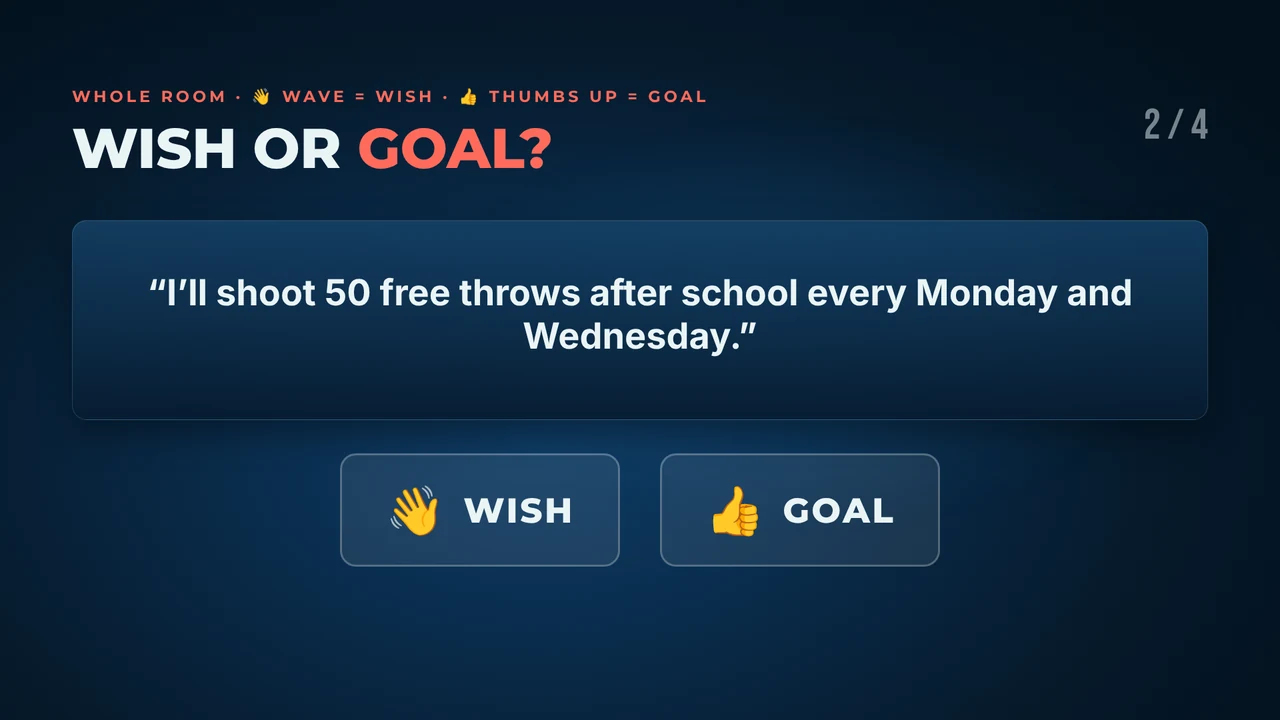 WHOLE ROOM · 👋 WAVE = WISH · 👍 THUMBS UP = GOAL
WISH OR GOAL?
2 / 4
“I’ll shoot 50 free throws after school every Monday and
Wednesday.”
👋 WISH
👍 GOAL